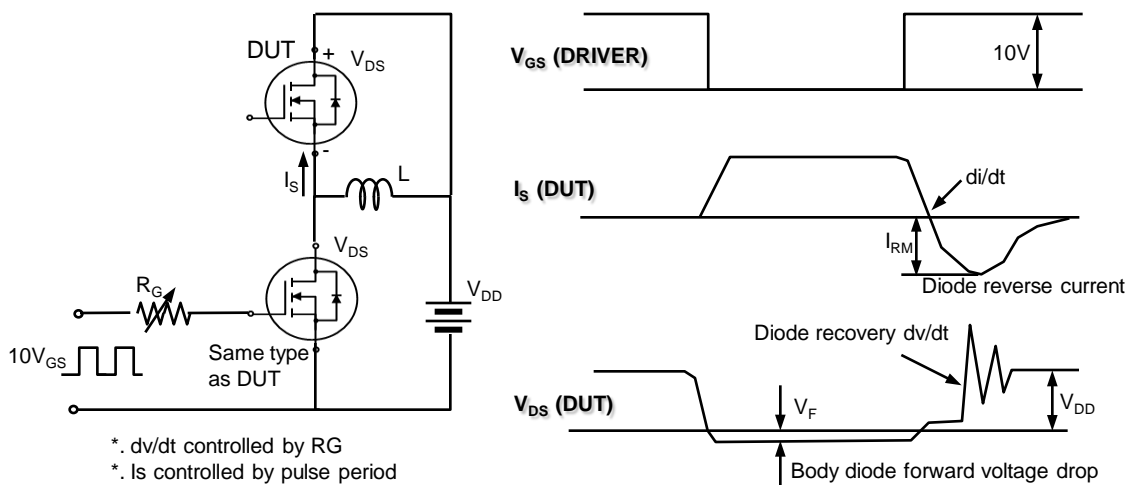 DUT
+
V_DS
-
I_S
L
V_DS
R_G
V_DD
10V_GS
Same type
as DUT
*. dv/dt controlled by RG
*. Is controlled by pulse period
V_GS (DRIVER)
10V
I_S (DUT)
di/dt
I_RM
Diode reverse current
Diode recovery dv/dt
V_DS (DUT)
V_F
V_DD
Body diode forward voltage drop